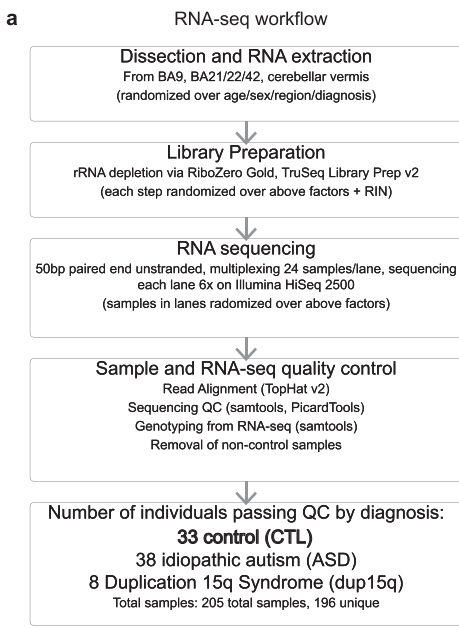 a
RNA-seq workflow
Dissection and RNA extraction
From BA9, BA21/22/42, cerebellar vermis
(randomized over age/sex/region/diagnosis)
Library Preparation
rRNA depletion via RiboZero Gold, TruSeq Library Prep v2
(each step randomized over above factors + RIN)
RNA sequencing
50bp paired end unstranded, multiplexing 24 samples/lane, sequencing
each lane 6x on Illumina HiSeq 2500
(samples in lanes radomized over above factors)
Sample and RNA-seq quality control
Read Alignment (TopHat v2)
Sequencing QC (samtools, PicardTools)
Genotyping from RNA-seq (samtools)
Removal of non-control samples
Number of individuals passing QC by diagnosis:
33 control (CTL)
38 idiopathic autism (ASD)
8 Duplication 15q Syndrome (dup15q)
Total samples: 205 total samples, 196 unique